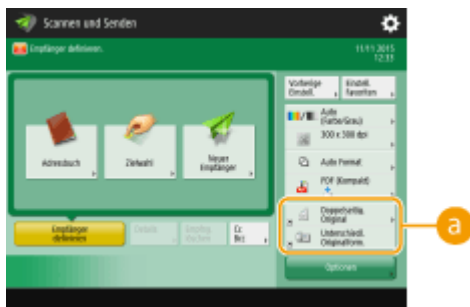 Scannen und Senden
Empfänger definieren.
11/11 2015
12:33
Vorherige
Einstell.
Einstell.
Favoriten
Auto
(Farbe/Grau)
300 x 300 dpi
Adressbuch
Zielwahl
Neuer
Empfänger
Auto Format
PDF (Kompakt)
Doppelseitig.
Original
Unterschiedl.
Originalform.
a
Empfänger
definieren
Details
Empfng.
löschen
Cc
Bcc
Optionen